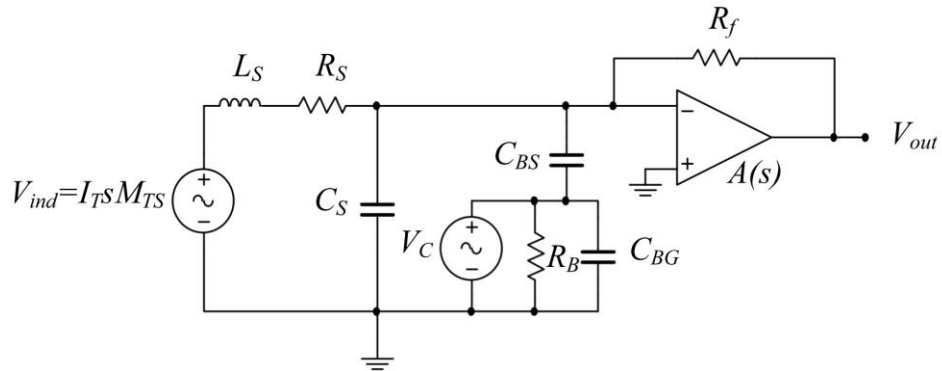 R_f
L_S
R_S
−
V_out
C_BS
+
A(s)
+
V_ind=I_TsM_TS
−
C_S
+
V_C
−
R_B
C_BG